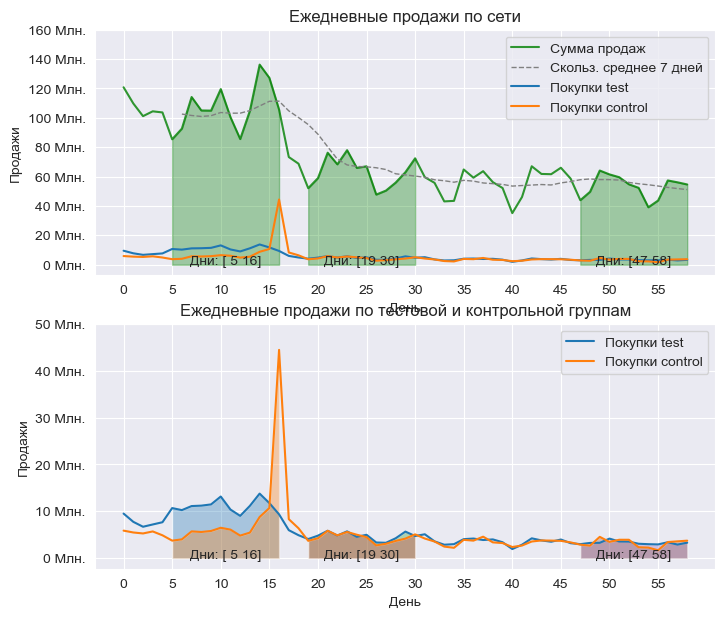 Ежедневные продажи по сети
160 Млн.
140 Млн.
120 Млн.
100 Млн.
80 Млн.
60 Млн.
40 Млн.
20 Млн.
0 Млн.
Продажи
Сумма продаж
Скольз. среднее 7 дней
Покупки test
Покупки control
Дни: [ 5 16]
Дни: [19 30]
Дни: [47 58]
0 5 10 15 20 25 30 35 40 45 50 55
День
Ежедневные продажи по тестовой и контрольной группам
50 Млн.
40 Млн.
30 Млн.
20 Млн.
10 Млн.
0 Млн.
Продажи
Покупки test
Покупки control
Дни: [ 5 16]
Дни: [19 30]
Дни: [47 58]
0 5 10 15 20 25 30 35 40 45 50 55
День